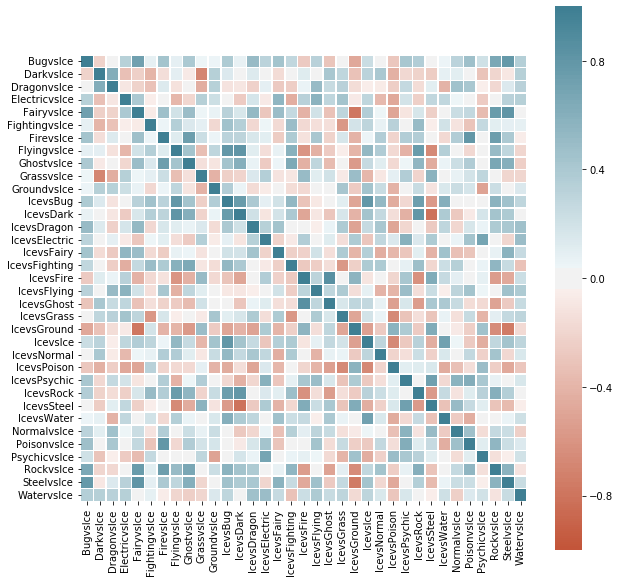 BugvsIce
DarkvsIce
DragonvsIce
ElectricvsIce
FairyvsIce
FightingvsIce
FirevsIce
FlyingvsIce
GhostvsIce
GrassvsIce
GroundvsIce
IcevsBug
IcevsDark
IcevsDragon
IcevsElectric
IcevsFairy
IcevsFighting
IcevsFire
IcevsFlying
IcevsGhost
IcevsGrass
IcevsGround
IcevsIce
IcevsNormal
IcevsPoison
IcevsPsychic
IcevsRock
IcevsSteel
IcevsWater
NormalvsIce
PoisonvsIce
PsychicvsIce
RockvsIce
SteelvsIce
WatervsIce
BugvsIce
DarkvsIce
DragonvsIce
ElectricvsIce
FairyvsIce
FightingvsIce
FirevsIce
FlyingvsIce
GhostvsIce
GrassvsIce
GroundvsIce
IcevsBug
IcevsDark
IcevsDragon
IcevsElectric
IcevsFairy
IcevsFighting
IcevsFire
IcevsFlying
IcevsGhost
IcevsGrass
IcevsGround
IcevsIce
IcevsNormal
IcevsPoison
IcevsPsychic
IcevsRock
IcevsSteel
IcevsWater
NormalvsIce
PoisonvsIce
PsychicvsIce
RockvsIce
SteelvsIce
WatervsIce
0.8
0.4
0.0
−0.4
−0.8